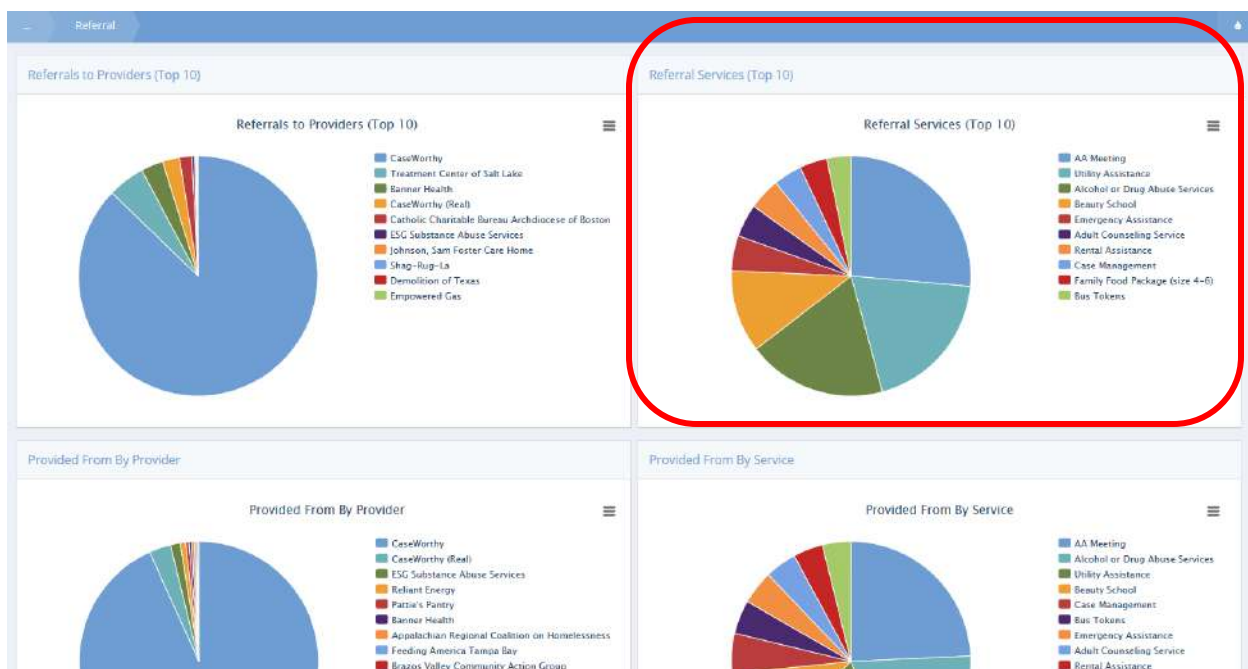 ...
Referral
Referrals to Providers (Top 10)
Referrals to Providers (Top 10)
CaseWorthy
Treatment Center of Salt Lake
Banner Health
CaseWorthy (Real)
Catholic Charitable Bureau Archdiocese of Boston
ESG Substance Abuse Services
Johnson, Sam Foster Care Home
Shag-Rug-La
Demolition of Texas
Empowered Gas
Referral Services (Top 10)
Referral Services (Top 10)
AA Meeting
Utility Assistance
Alcohol or Drug Abuse Services
Beauty School
Emergency Assistance
Adult Counseling Service
Rental Assistance
Case Management
Family Food Package (size 4-6)
Bus Tokens
Provided From By Provider
Provided From By Provider
CaseWorthy
CaseWorthy (Real)
ESG Substance Abuse Services
Reliant Energy
Pattie's Pantry
Banner Health
Appalachian Regional Coalition on Homelessness
Feeding America Tampa Bay
Brazos Valley Community Action Group
Provided From By Service
Provided From By Service
AA Meeting
Alcohol or Drug Abuse Services
Utility Assistance
Beauty School
Case Management
Bus Tokens
Emergency Assistance
Adult Counseling Service
Rental Assistance